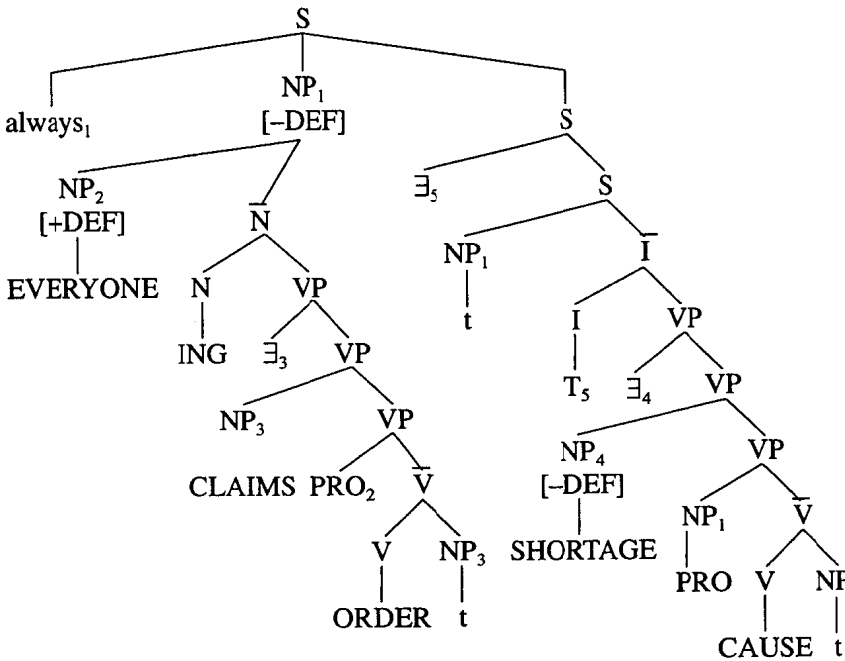 S
NP₁
always₁ [–DEF] S
NP₂ ∃₅ S
[+DEF] N̅ NP₁ I̅
EVERYONE N VP t I VP
ING ∃₃ VP T₅ ∃₄ VP
NP₃ VP NP₄ VP
CLAIMS PRO₂ V̅ [–DEF] NP₁ V̅
V NP₃ SHORTAGE PRO V NP
ORDER t CAUSE t